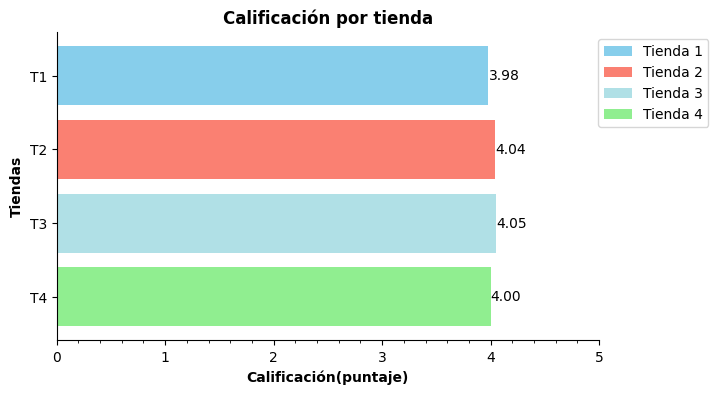 Calificación por tienda
Tienda 1
Tienda 2
Tienda 3
Tienda 4
Tiendas
T1
3.98
T2
4.04
T3
4.05
T4
4.00
0 1 2 3 4 5
Calificación(puntaje)